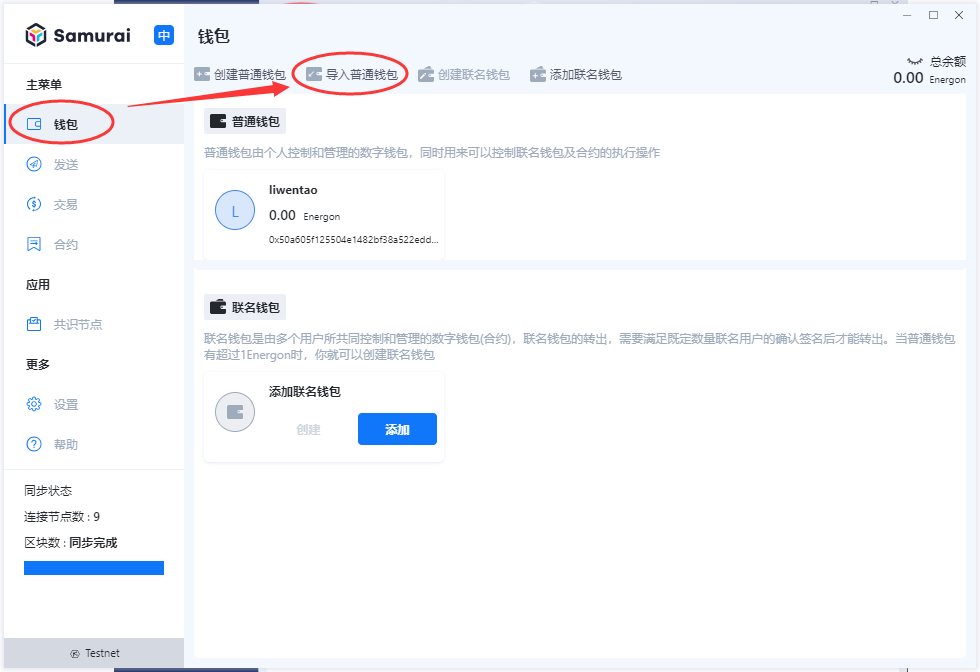 Samurai
中
钱包
创建普通钱包
导入普通钱包
创建联名钱包
添加联名钱包
总余额
0.00 Energon
主菜单
钱包
发送
交易
合约
应用
共识节点
更多
设置
帮助
同步状态
连接节点数 : 9
区块数 : 同步完成
Testnet
普通钱包
普通钱包由个人控制和管理的数字钱包，同时用来可以控制联名钱包及合约的执行操作
L
liwentao
0.00 Energon
0x50a605f125504e1482bf38a522edd...
联名钱包
联名钱包是由多个用户所共同控制和管理的数字钱包(合约)，联名钱包的转出，需要满足既定数量联名用户的确认签名后才能转出。当普通钱包
有超过1Energon时，你就可以创建联名钱包
添加联名钱包
创建
添加